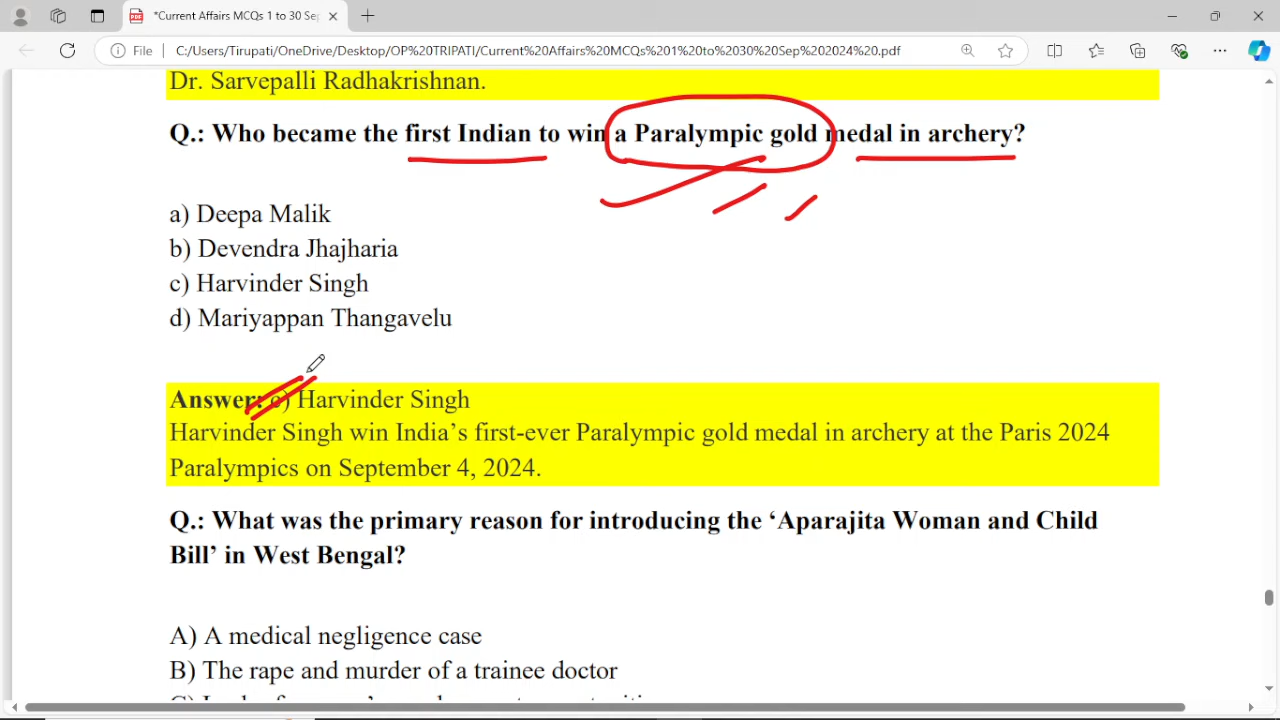 *Current Affairs MCQs 1 to 30 Sep
File C:/Users/Tirupati/OneDrive/Desktop/OP%20TRIPATI/Current%20Affairs%20MCQs%201%20to%2030%20Sep%202024%20.pdf
Dr. Sarvepalli Radhakrishnan.
Q.: Who became the first Indian to win a Paralympic gold medal in archery?
a) Deepa Malik
b) Devendra Jhajharia
c) Harvinder Singh
d) Mariyappan Thangavelu
Answer: c) Harvinder Singh
Harvinder Singh win India’s first-ever Paralympic gold medal in archery at the Paris 2024
Paralympics on September 4, 2024.
Q.: What was the primary reason for introducing the ‘Aparajita Woman and Child
Bill’ in West Bengal?
A) A medical negligence case
B) The rape and murder of a trainee doctor